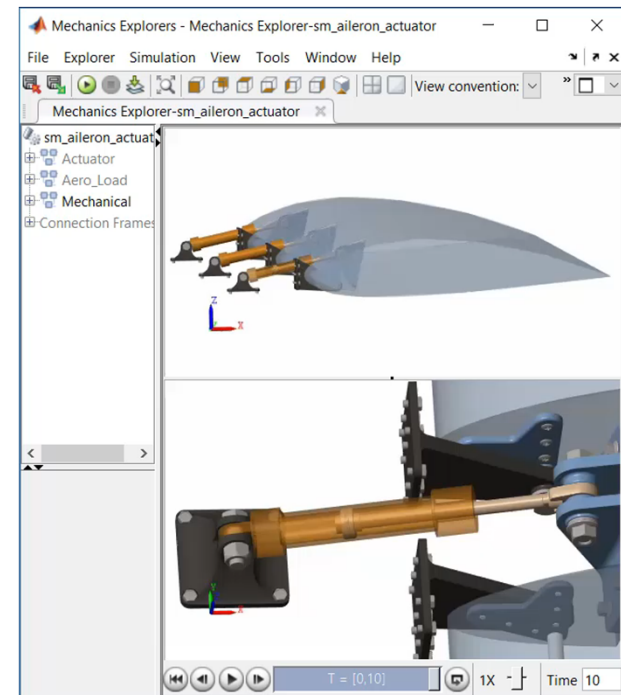 Mechanics Explorers - Mechanics Explorer-sm_aileron_actuator
File Explorer Simulation View Tools Window Help
View convention:
Mechanics Explorer-sm_aileron_actuator
sm_aileron_actuat
Actuator
Aero_Load
Mechanical
Connection Frames
Z
X
Y
X
T = [0,10]
1X
Time 10